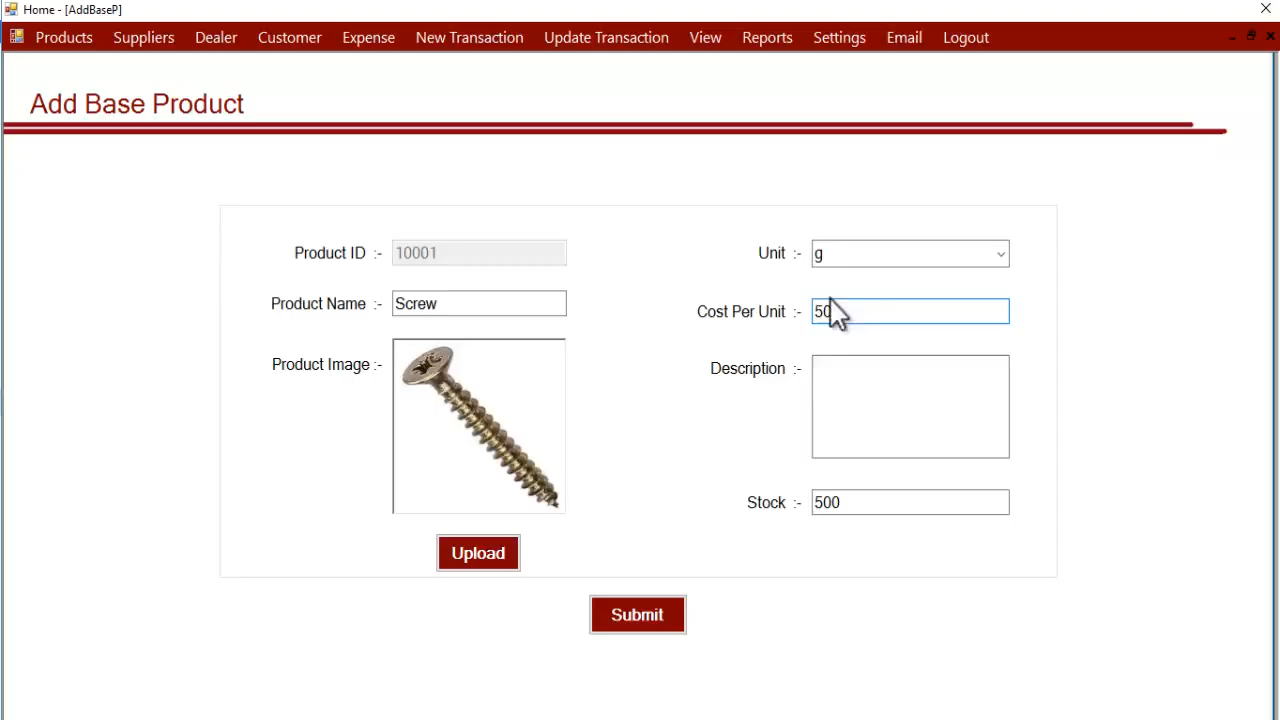 Home - [AddBaseP]
Products Suppliers Dealer Customer Expense New Transaction Update Transaction View Reports Settings Email Logout
Add Base Product
Product ID :- 10001
Unit :- g
Product Name :- Screw
Cost Per Unit :- 50
Product Image :-
Description :-
Stock :- 500
Upload
Submit